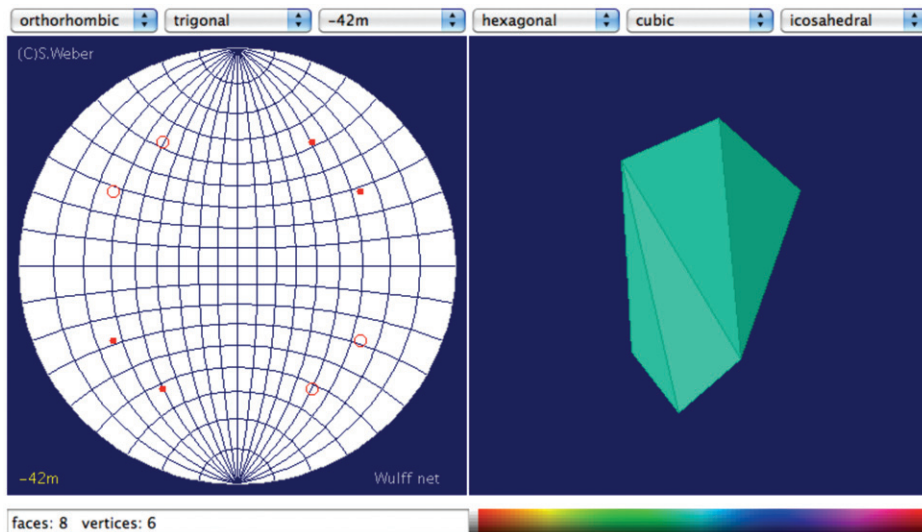 orthorhombic trigonal -42m hexagonal cubic icosahedral
(C)S.Weber
-42m Wulff net
faces: 8 vertices: 6